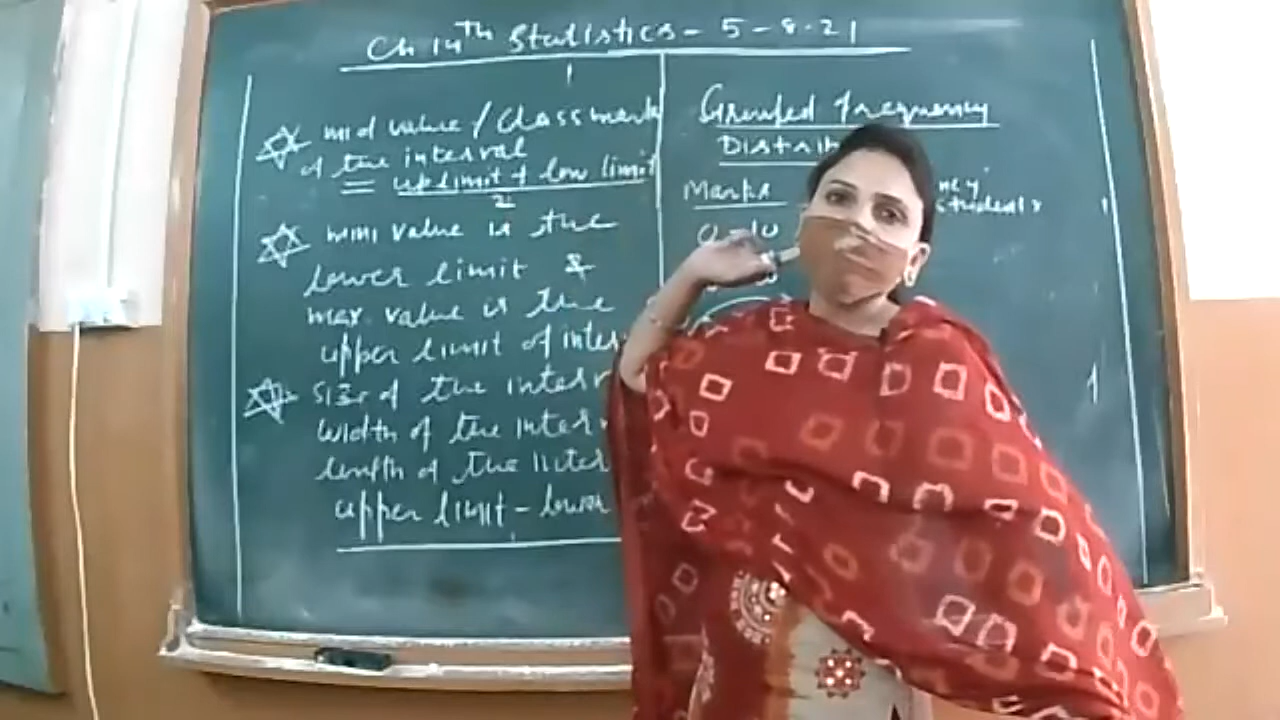 Ch 14th Statistics - 5-8-21
mid value / Class mark
of the interval
= up limit + low limit
2
mini value is the
lower limit &
max. value is the
upper limit of inter
Size of the interv
width of the inter
length of the inter
upper limit - lower
Grouped frequency
Distrib
Marks
ncy
students
0-10